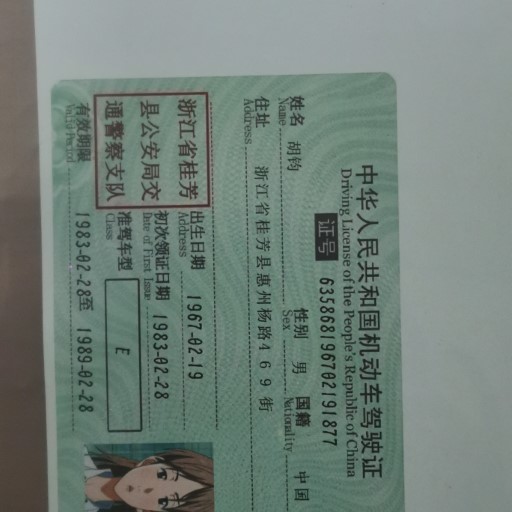 中华人民共和国机动车驾驶证
Driving License of the People's Republic of China
证号 635868196702191877
姓名 胡钧 性别 男 国籍 中国
Name Sex Nationality
住址 浙江省桂芳县惠州杨路469街
Address
浙江省桂芳
县公安局交
通警察支队
出生日期 1967-02-19
Address
初次领证日期 1983-02-28
Date of First Issue
准驾车型 E
Class
有效期限 1983-02-28至 1989-02-28
Valid Period